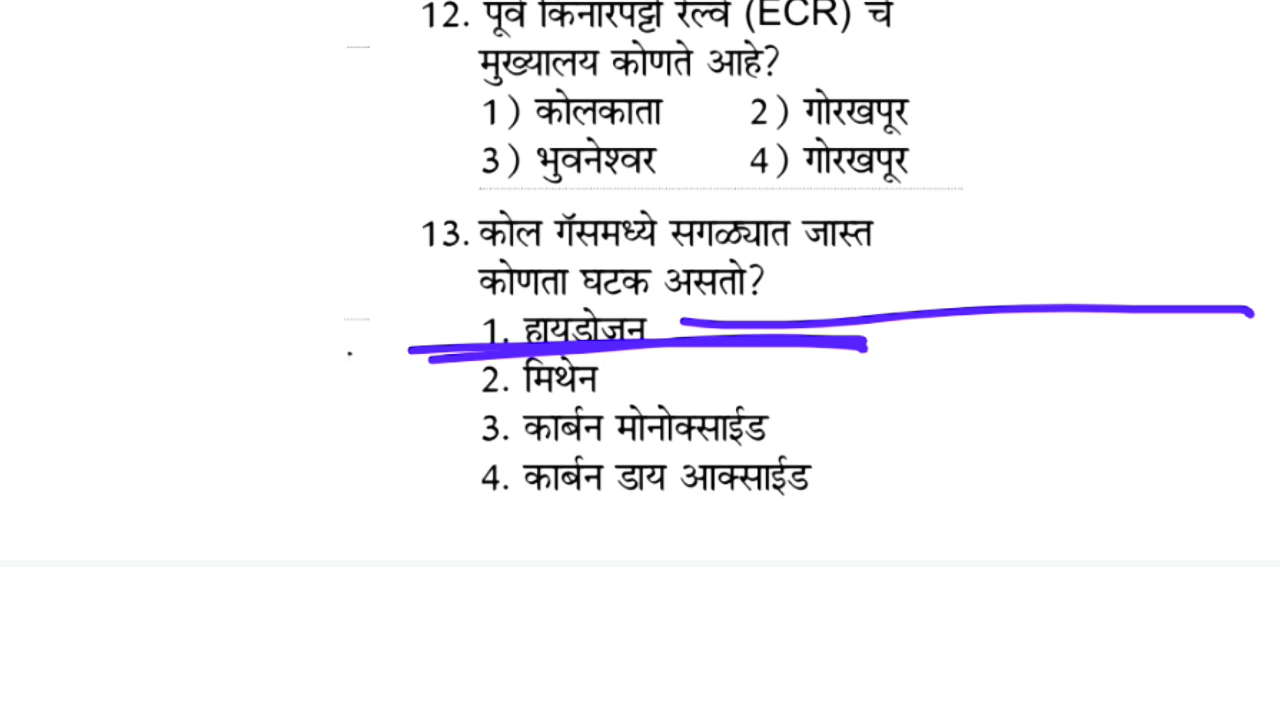 12. पूर्व किनारपट्टी रेल्वे (ECR) चे
मुख्यालय कोणते आहे?
1) कोलकाता 2) गोरखपूर
3) भुवनेश्वर 4) गोरखपूर
13. कोल गॅसमध्ये सगळ्यात जास्त
कोणता घटक असतो?
1. हायड्रोजन
2. मिथेन
3. कार्बन मोनोक्साईड
4. कार्बन डाय आक्साईड